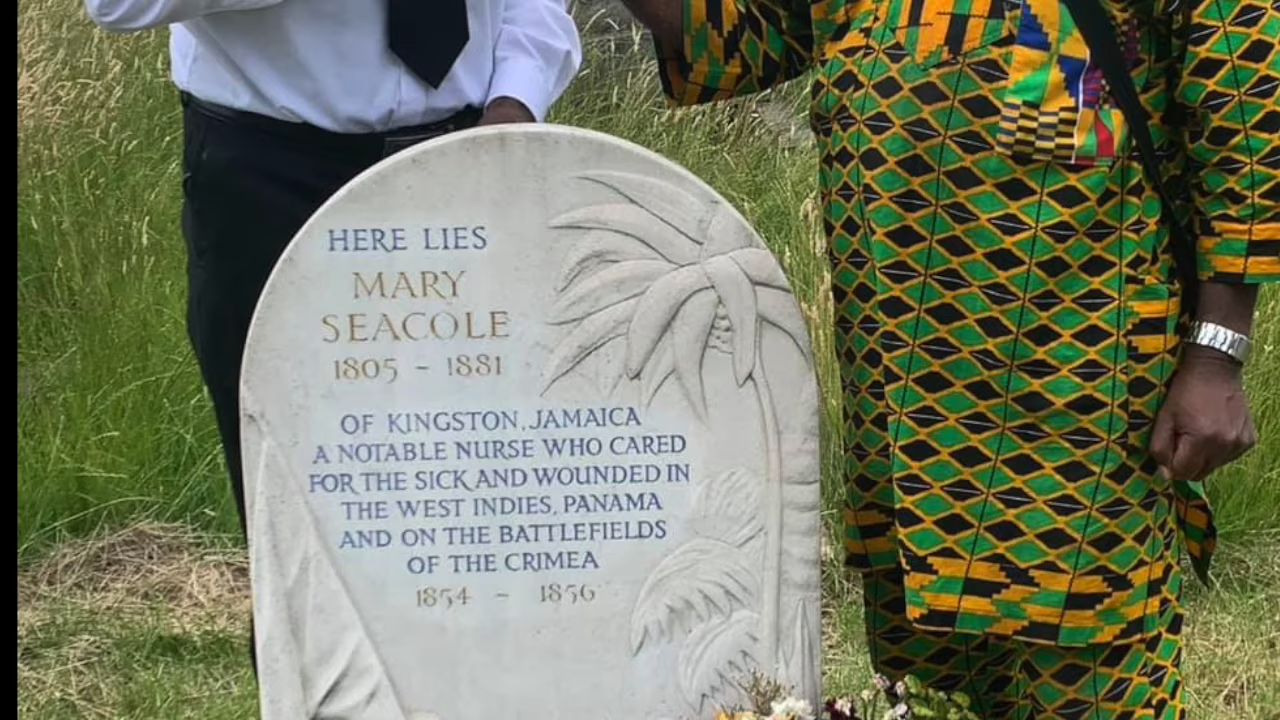 HERE LIES
MARY
SEACOLE
1805 - 1881
OF KINGSTON, JAMAICA
A NOTABLE NURSE WHO CARED
FOR THE SICK AND WOUNDED IN
THE WEST INDIES, PANAMA
AND ON THE BATTLEFIELDS
OF THE CRIMEA
1854 - 1856